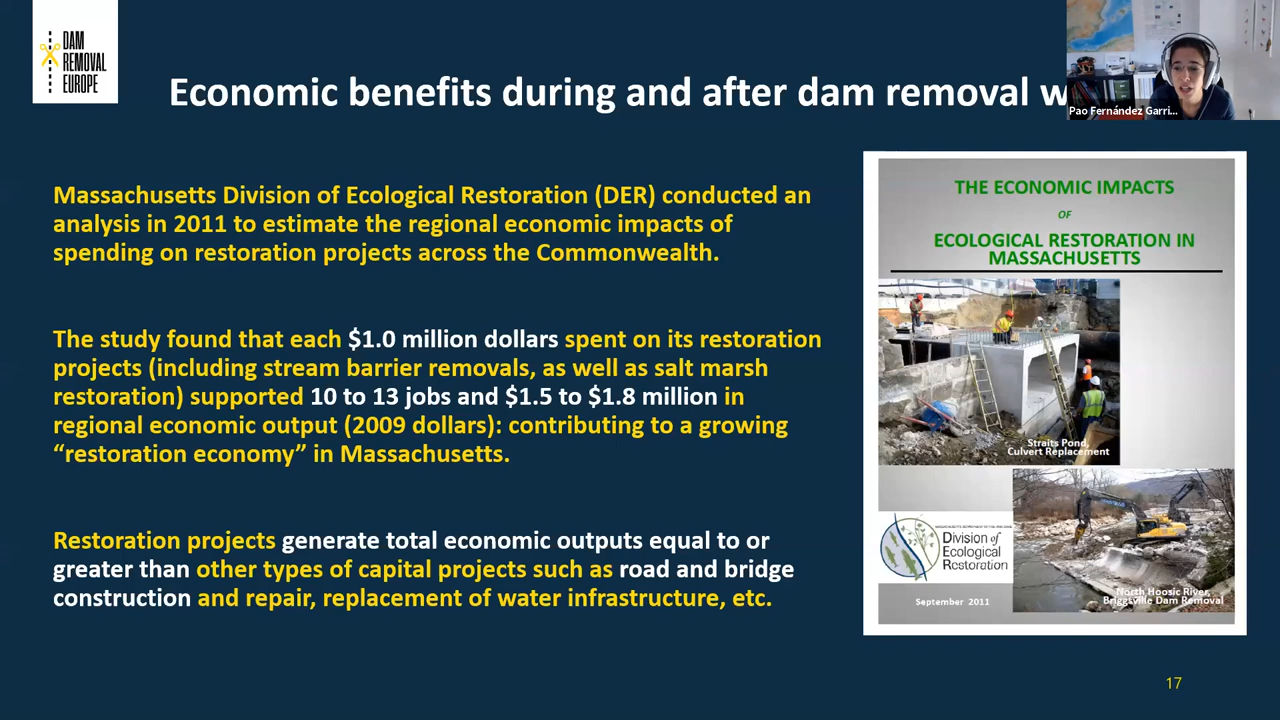 DAM
REMOVAL
EUROPE
Economic benefits during and after dam removal w
Pao Fernández Garri...
Massachusetts Division of Ecological Restoration (DER) conducted an
analysis in 2011 to estimate the regional economic impacts of
spending on restoration projects across the Commonwealth.
The study found that each $1.0 million dollars spent on its restoration
projects (including stream barrier removals, as well as salt marsh
restoration) supported 10 to 13 jobs and $1.5 to $1.8 million in
regional economic output (2009 dollars): contributing to a growing
“restoration economy” in Massachusetts.
Restoration projects generate total economic outputs equal to or
greater than other types of capital projects such as road and bridge
construction and repair, replacement of water infrastructure, etc.
THE ECONOMIC IMPACTS
OF
ECOLOGICAL RESTORATION IN
MASSACHUSETTS
Straits Pond,
Culvert Replacement
Division of
Ecological
Restoration
September 2011
North Hoosic River,
Briggsville Dam Removal
17